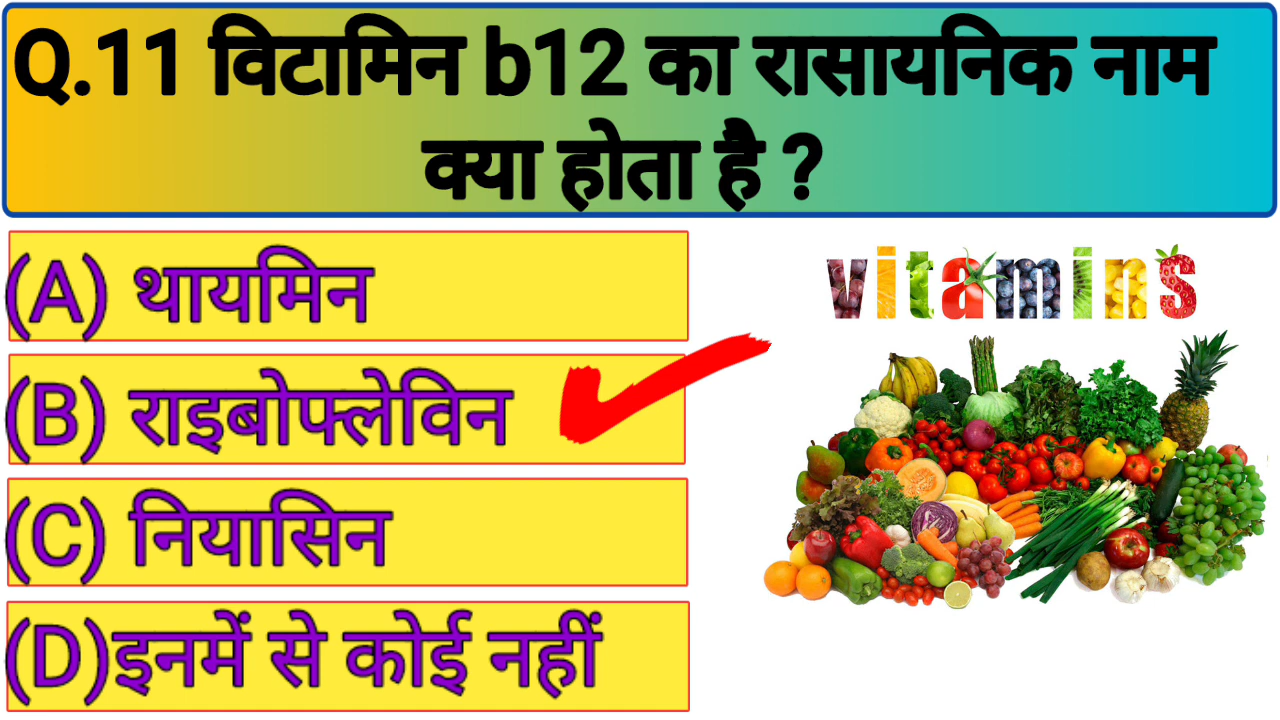 Q.11 विटामिन b12 का रासायनिक नाम
क्या होता है ?
(A) थायमिन
(B) राइबोफ्लेविन
(C) नियासिन
(D)इनमें से कोई नहीं
vitamins